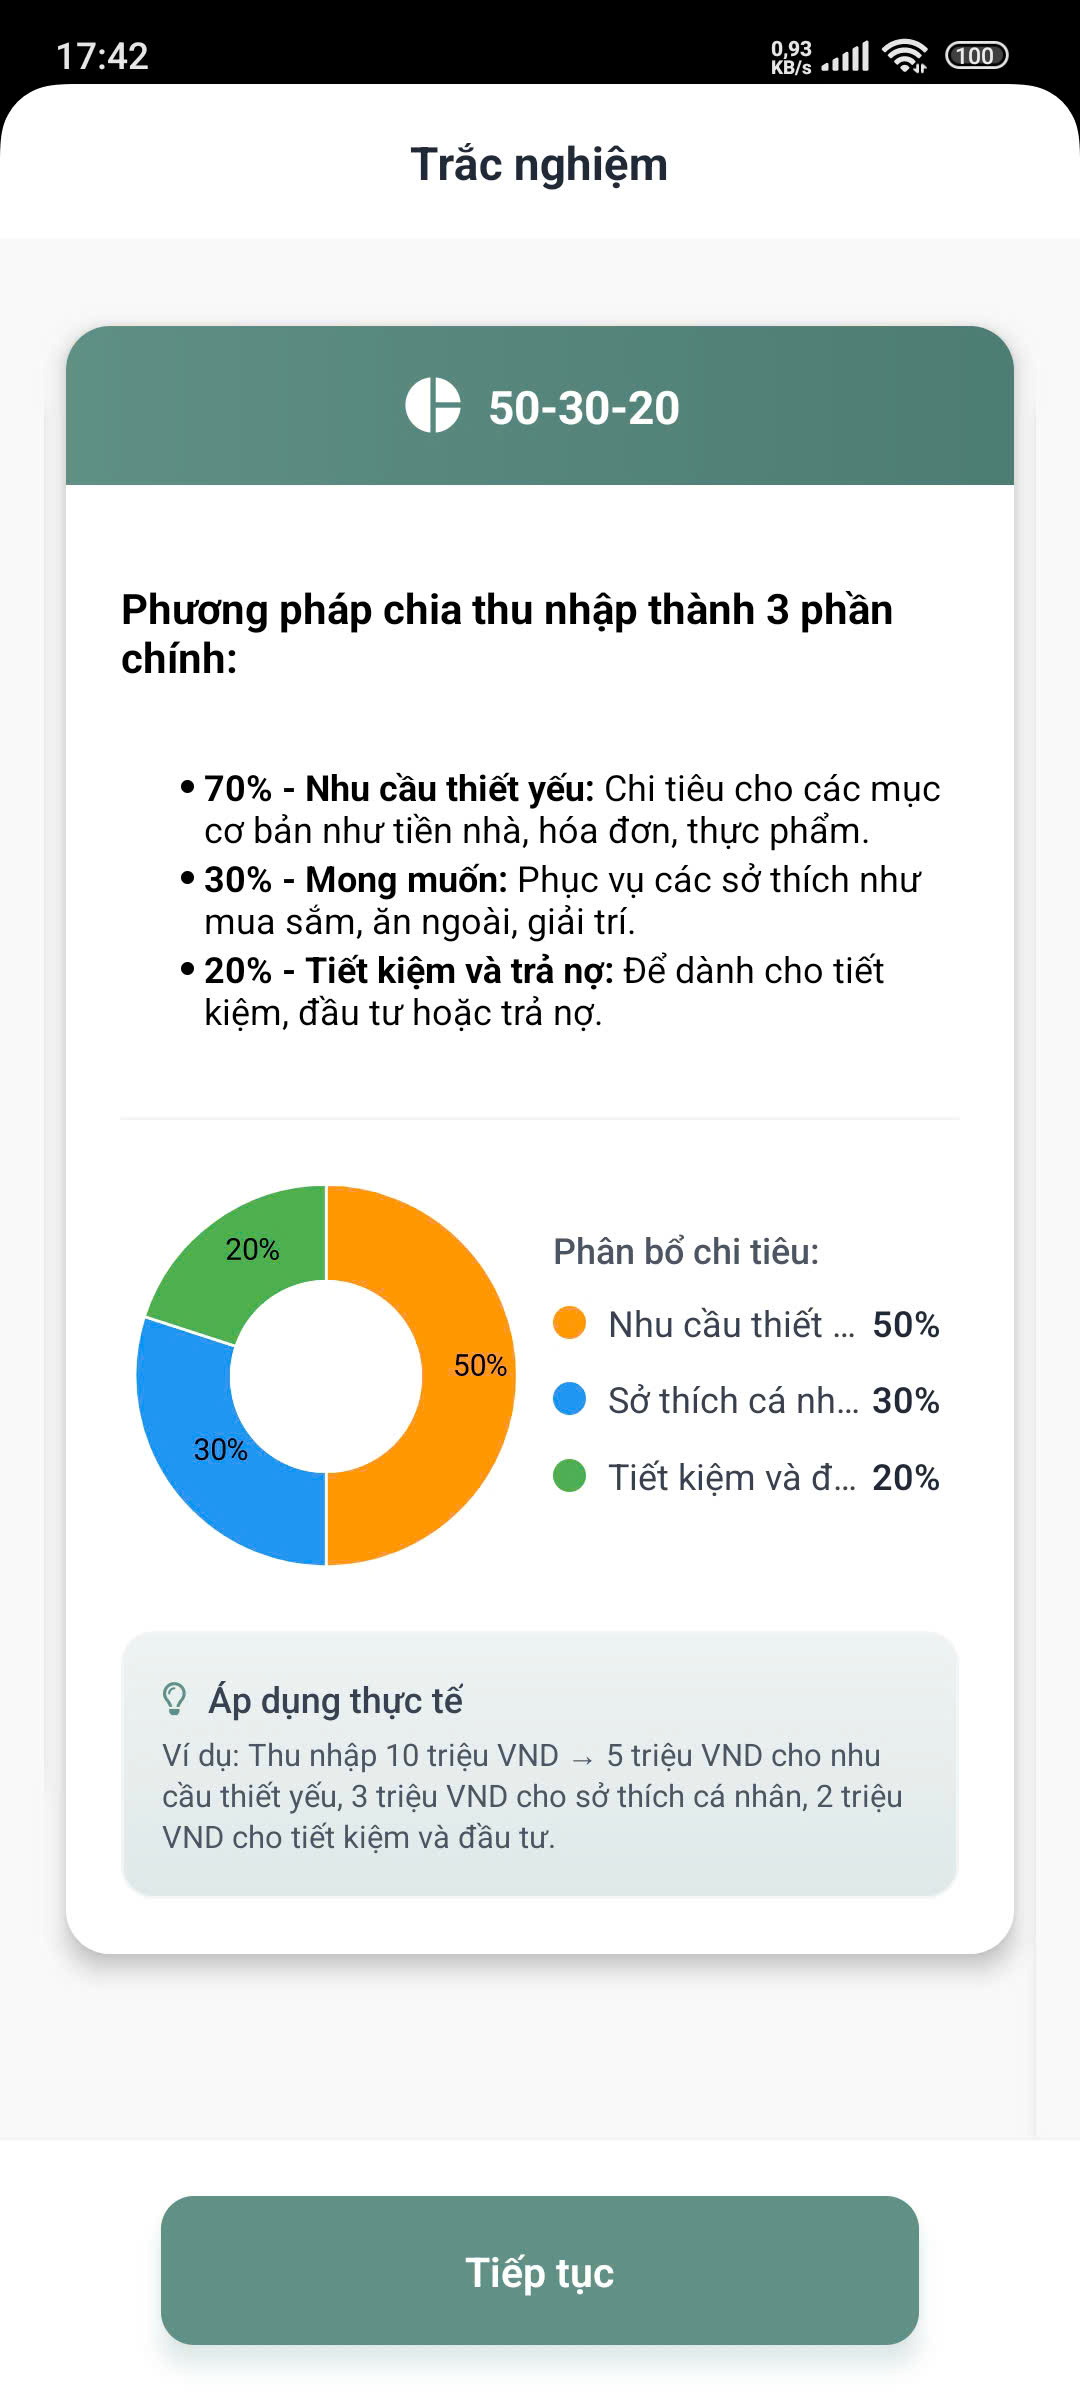 17:42
0,93
KB/s
100
Trắc nghiệm
50-30-20
Phương pháp chia thu nhập thành 3 phần
chính:
• 70% - Nhu cầu thiết yếu: Chi tiêu cho các mục
cơ bản như tiền nhà, hóa đơn, thực phẩm.
• 30% - Mong muốn: Phục vụ các sở thích như
mua sắm, ăn ngoài, giải trí.
• 20% - Tiết kiệm và trả nợ: Để dành cho tiết
kiệm, đầu tư hoặc trả nợ.
20%
50%
30%
Phân bổ chi tiêu:
Nhu cầu thiết ... 50%
Sở thích cá nh... 30%
Tiết kiệm và đ... 20%
Áp dụng thực tế
Ví dụ: Thu nhập 10 triệu VND → 5 triệu VND cho nhu
cầu thiết yếu, 3 triệu VND cho sở thích cá nhân, 2 triệu
VND cho tiết kiệm và đầu tư.
Tiếp tục